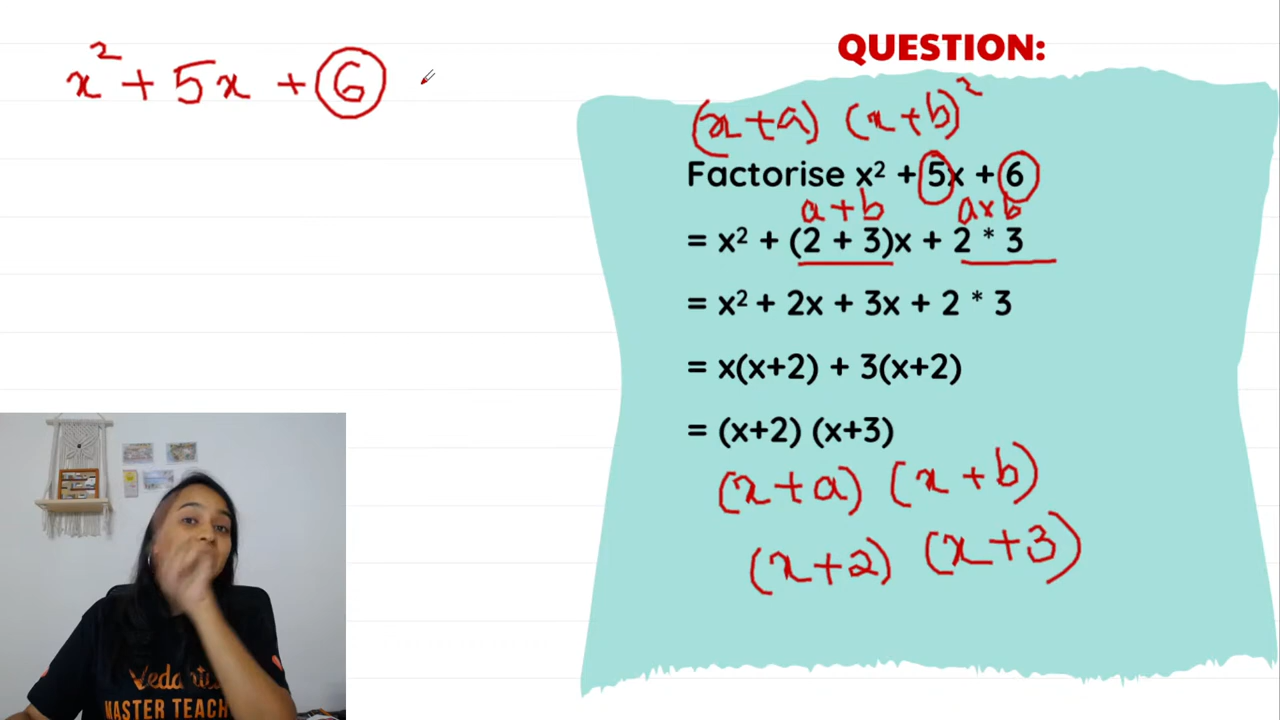 x² + 5x + 6
QUESTION:
(x+a) (x+b)²
Factorise x² + 5x + 6
a+b a×b
= x² + (2 + 3)x + 2 * 3
= x² + 2x + 3x + 2 * 3
= x(x+2) + 3(x+2)
= (x+2) (x+3)
(x+a) (x+b)
(x+2) (x+3)
Vedantu
MASTER TEACH